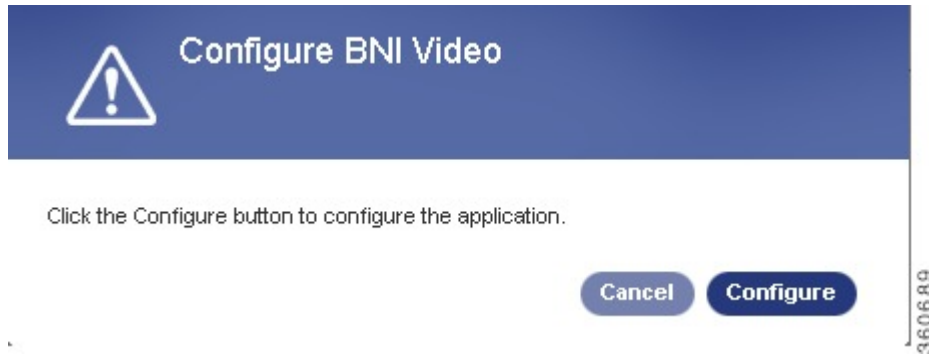 Configure BNI Video
Click the Configure button to configure the application.
Cancel
Configure
360689